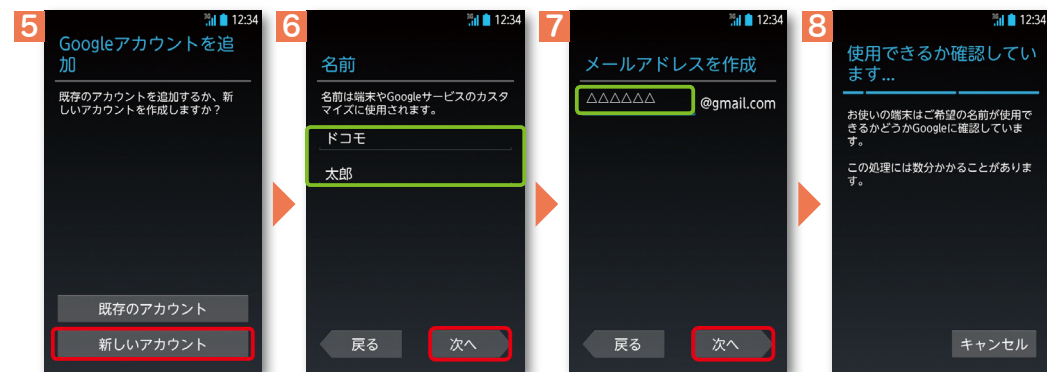 5
3G 12:34
Googleアカウントを追
加
既存のアカウントを追加するか、新
しいアカウントを作成しますか？
既存のアカウント
新しいアカウント
6
3G 12:34
名前
名前は端末やGoogleサービスのカスタ
マイズに使用されます。
ドコモ
太郎
戻る 次へ
7
3G 12:34
メールアドレスを作成
△△△△△△ @gmail.com
戻る 次へ
8
3G 12:34
使用できるか確認してい
ます...
お使いの端末はご希望の名前が使用で
きるかどうかGoogleに確認していま
す。
この処理には数分かかることがありま
す。
キャンセル